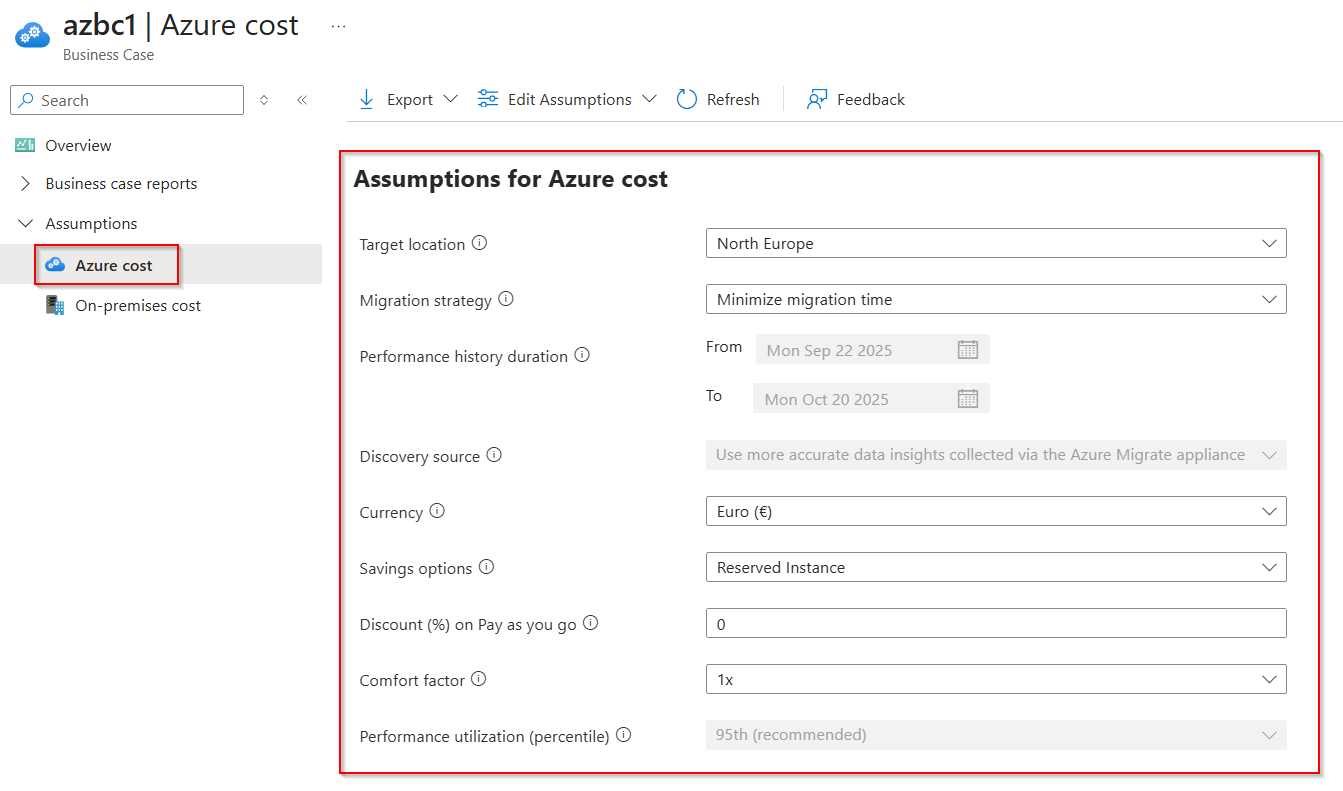 azbc1 | Azure cost ...
Business Case
Search
Export
Edit Assumptions
Refresh
Feedback
Overview
Business case reports
Assumptions
Azure cost
On-premises cost
Assumptions for Azure cost
Target location
North Europe
Migration strategy
Minimize migration time
Performance history duration
From
Mon Sep 22 2025
To
Mon Oct 20 2025
Discovery source
Use more accurate data insights collected via the Azure Migrate appliance
Currency
Euro (€)
Savings options
Reserved Instance
Discount (%) on Pay as you go
0
Comfort factor
1x
Performance utilization (percentile)
95th (recommended)